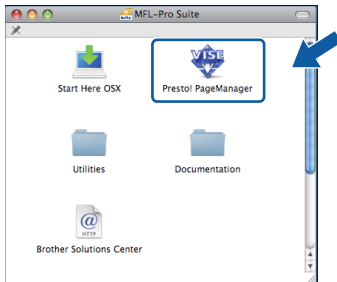 MFL-Pro Suite
VISE
Start Here OSX
Presto! PageManager
Utilities
Documentation
@
HTTP
Brother Solutions Center